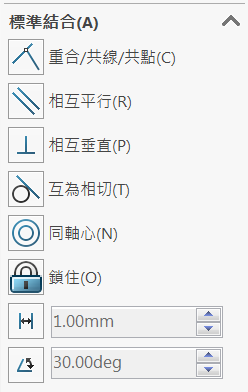 標準結合(A)
重合/共線/共點(C)
相互平行(R)
相互垂直(P)
互為相切(T)
同軸心(N)
鎖住(O)
1.00mm
30.00deg